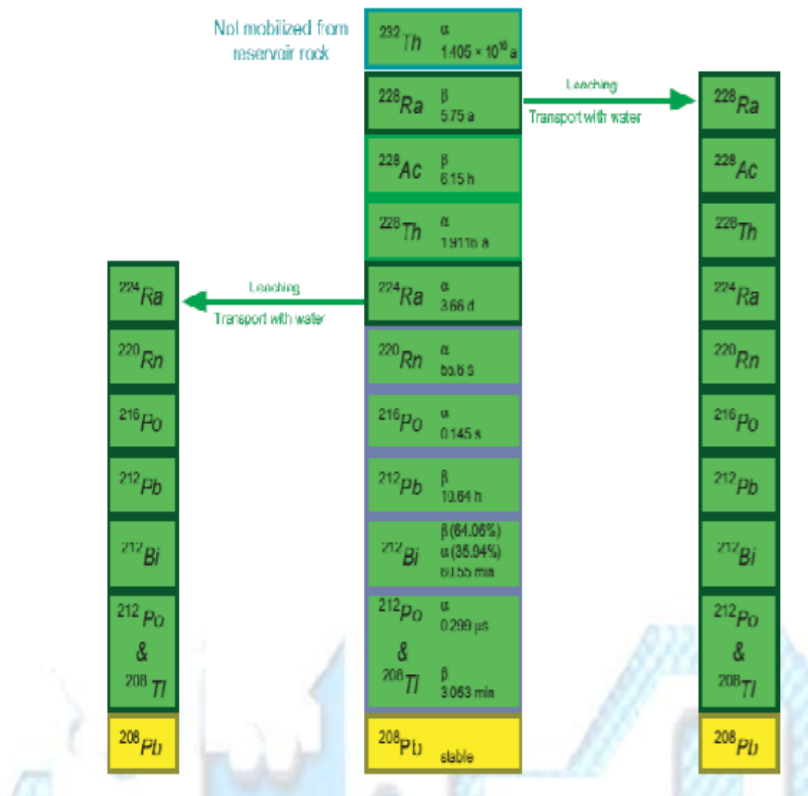 Not mobilized from
reservoir rock
²³²Th α
1.405 × 10¹⁰ a
²²⁸Ra β
5.75 a
Leaching
Transport with water
²²⁸Ra
²²⁸Ac β
6.15 h
²²⁸Ac
²²⁸Th α
1.9116 a
²²⁸Th
²²⁴Ra
Leaching
Transport with water
²²⁴Ra α
3.66 d
²²⁴Ra
²²⁰Rn
²²⁰Rn α
55.6 s
²²⁰Rn
²¹⁶Po
²¹⁶Po α
0.145 s
²¹⁶Po
²¹²Pb
²¹²Pb β
10.64 h
²¹²Pb
²¹²Bi
β (64.06%)
²¹²Bi α (35.94%)
60.55 min
²¹²Bi
²¹²Po
&
²⁰⁸Tl
²¹²Po α
0.299 µs
&
²⁰⁸Tl β
3.053 min
²¹²Po
&
²⁰⁸Tl
²⁰⁸Pb
²⁰⁸Pb stable
²⁰⁸Pb